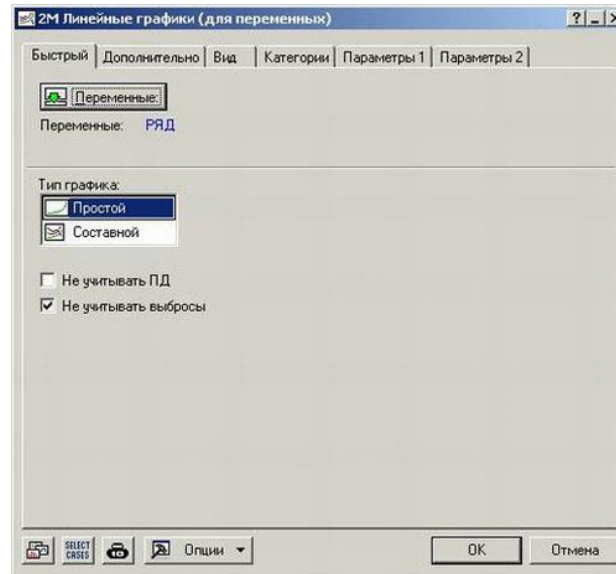 2М Линейные графики (для переменных)
Быстрый Дополнительно Вид Категории Параметры 1 Параметры 2
Переменные:
Переменные: РЯД
Тип графика:
Простой
Составной
Не учитывать ПД
Не учитывать выбросы
SELECT CASES Опции OK Отмена